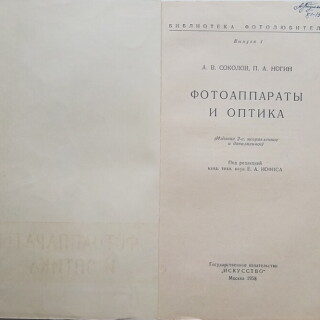 БИБЛИОТЕКА ФОТОЛЮБИТЕЛЯ
Выпуск 1
А. В. СОКОЛОВ, П. А. НОГИН
ФОТОАППАРАТЫ
И ОПТИКА
(Издание 2-е, исправленное
и дополненное)
Под редакцией
канд. техн. наук Е. А. ИОФИСА
Государственное издательство
"ИСКУССТВО"
Москва 1958